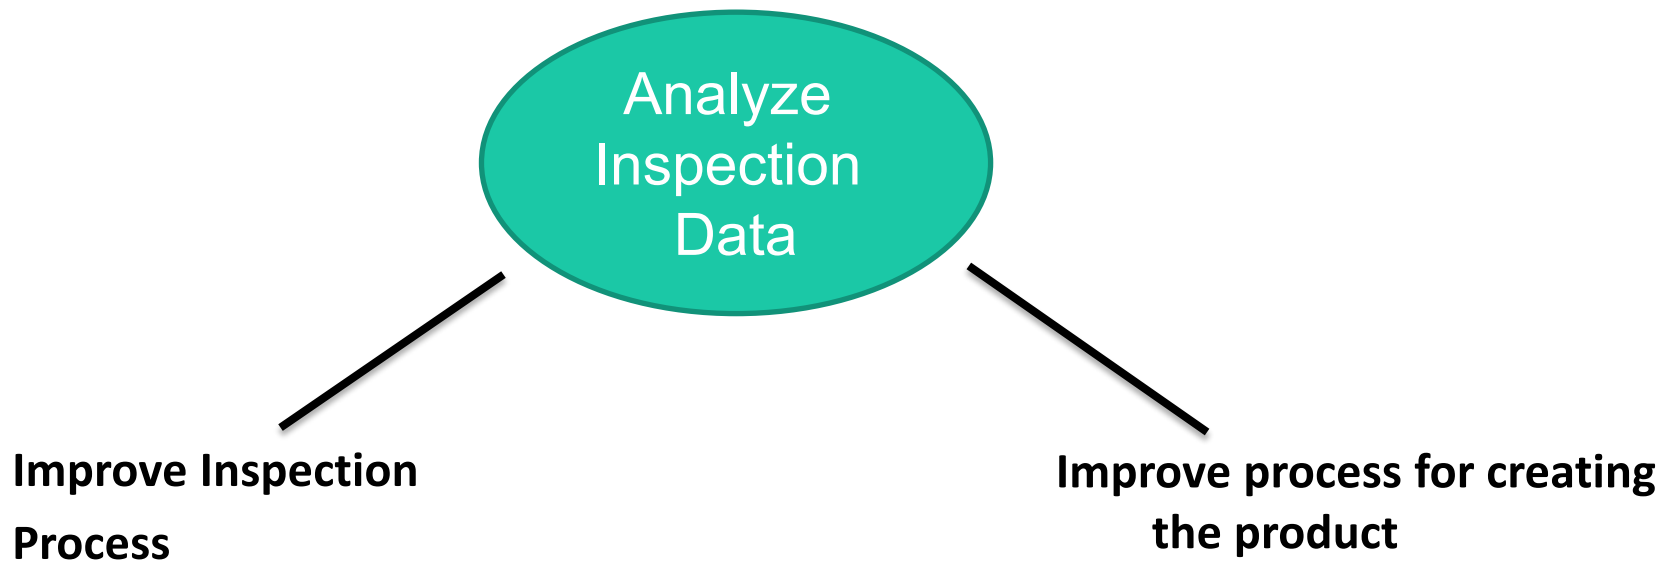 Analyze
Inspection
Data
Improve Inspection
Process
Improve process for creating
the product